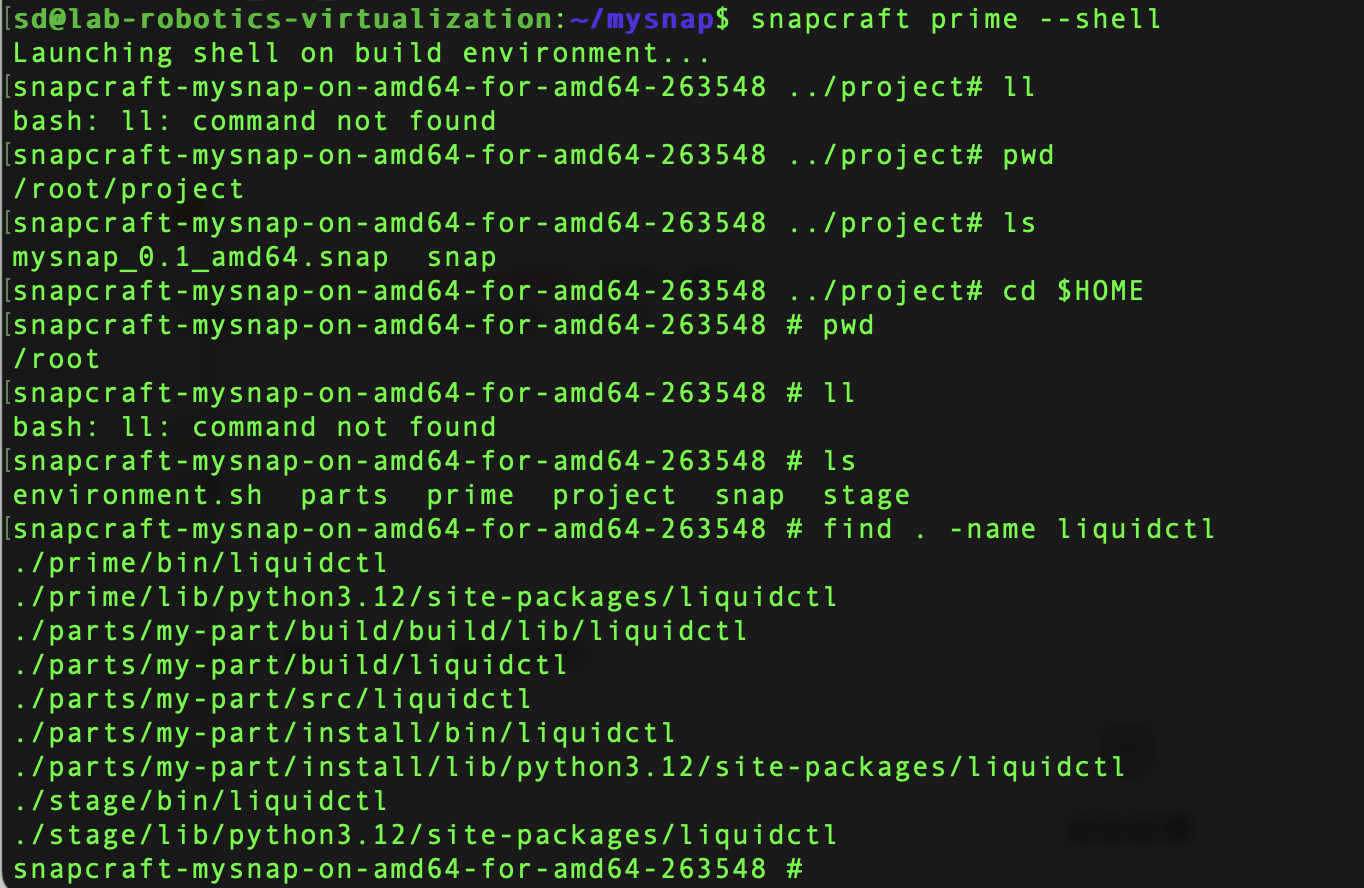 [sd@lab-robotics-virtualization:~/mysnap$ snapcraft prime --shell
Launching shell on build environment...
[snapcraft-mysnap-on-amd64-for-amd64-263548 ../project# ll
bash: ll: command not found
[snapcraft-mysnap-on-amd64-for-amd64-263548 ../project# pwd
/root/project
[snapcraft-mysnap-on-amd64-for-amd64-263548 ../project# ls
mysnap_0.1_amd64.snap  snap
[snapcraft-mysnap-on-amd64-for-amd64-263548 ../project# cd $HOME
[snapcraft-mysnap-on-amd64-for-amd64-263548 # pwd
/root
[snapcraft-mysnap-on-amd64-for-amd64-263548 # ll
bash: ll: command not found
[snapcraft-mysnap-on-amd64-for-amd64-263548 # ls
environment.sh  parts  prime  project  snap  stage
[snapcraft-mysnap-on-amd64-for-amd64-263548 # find . -name liquidctl
./prime/bin/liquidctl
./prime/lib/python3.12/site-packages/liquidctl
./parts/my-part/build/build/lib/liquidctl
./parts/my-part/build/liquidctl
./parts/my-part/src/liquidctl
./parts/my-part/install/bin/liquidctl
./parts/my-part/install/lib/python3.12/site-packages/liquidctl
./stage/bin/liquidctl
./stage/lib/python3.12/site-packages/liquidctl
snapcraft-mysnap-on-amd64-for-amd64-263548 #